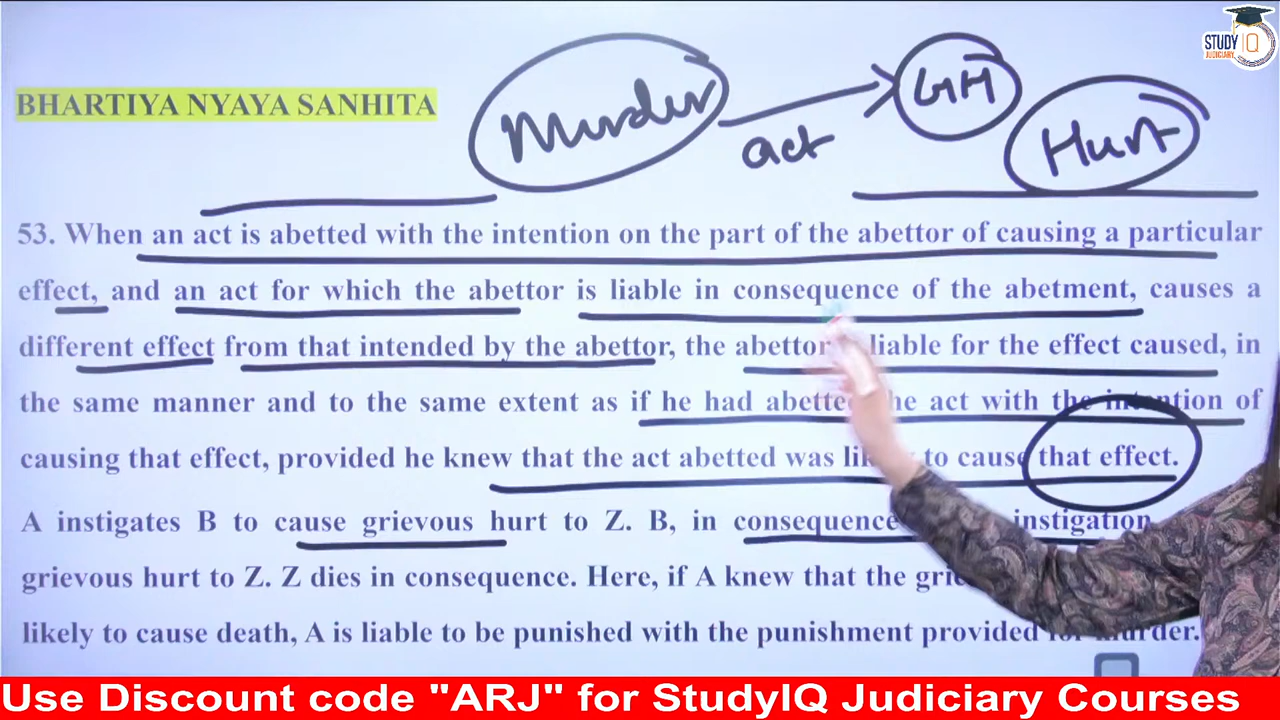 STUDY IQ
JUDICIARY
BHARTIYA NYAYA SANHITA
Murder
act
Hurt
53. When an act is abetted with the intention on the part of the abettor of causing a particular
effect, and an act for which the abettor is liable in consequence of the abetment, causes a
different effect from that intended by the abettor, the abettor liable for the effect caused, in
the same manner and to the same extent as if he had abetted the act with the intention of
causing that effect, provided he knew that the act abetted was likely to cause that effect.
A instigates B to cause grievous hurt to Z. B, in consequence instigation
grievous hurt to Z. Z dies in consequence. Here, if A knew that the
likely to cause death, A is liable to be punished with the punishment provided for murder.
Use Discount code "ARJ" for StudyIQ Judiciary Courses